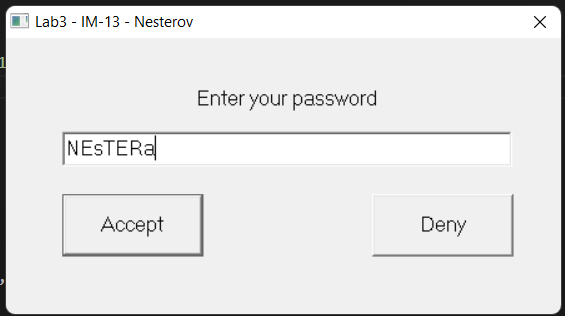 Lab3 - IM-13 - Nesterov
Enter your password
NEsTERa
Accept
Deny